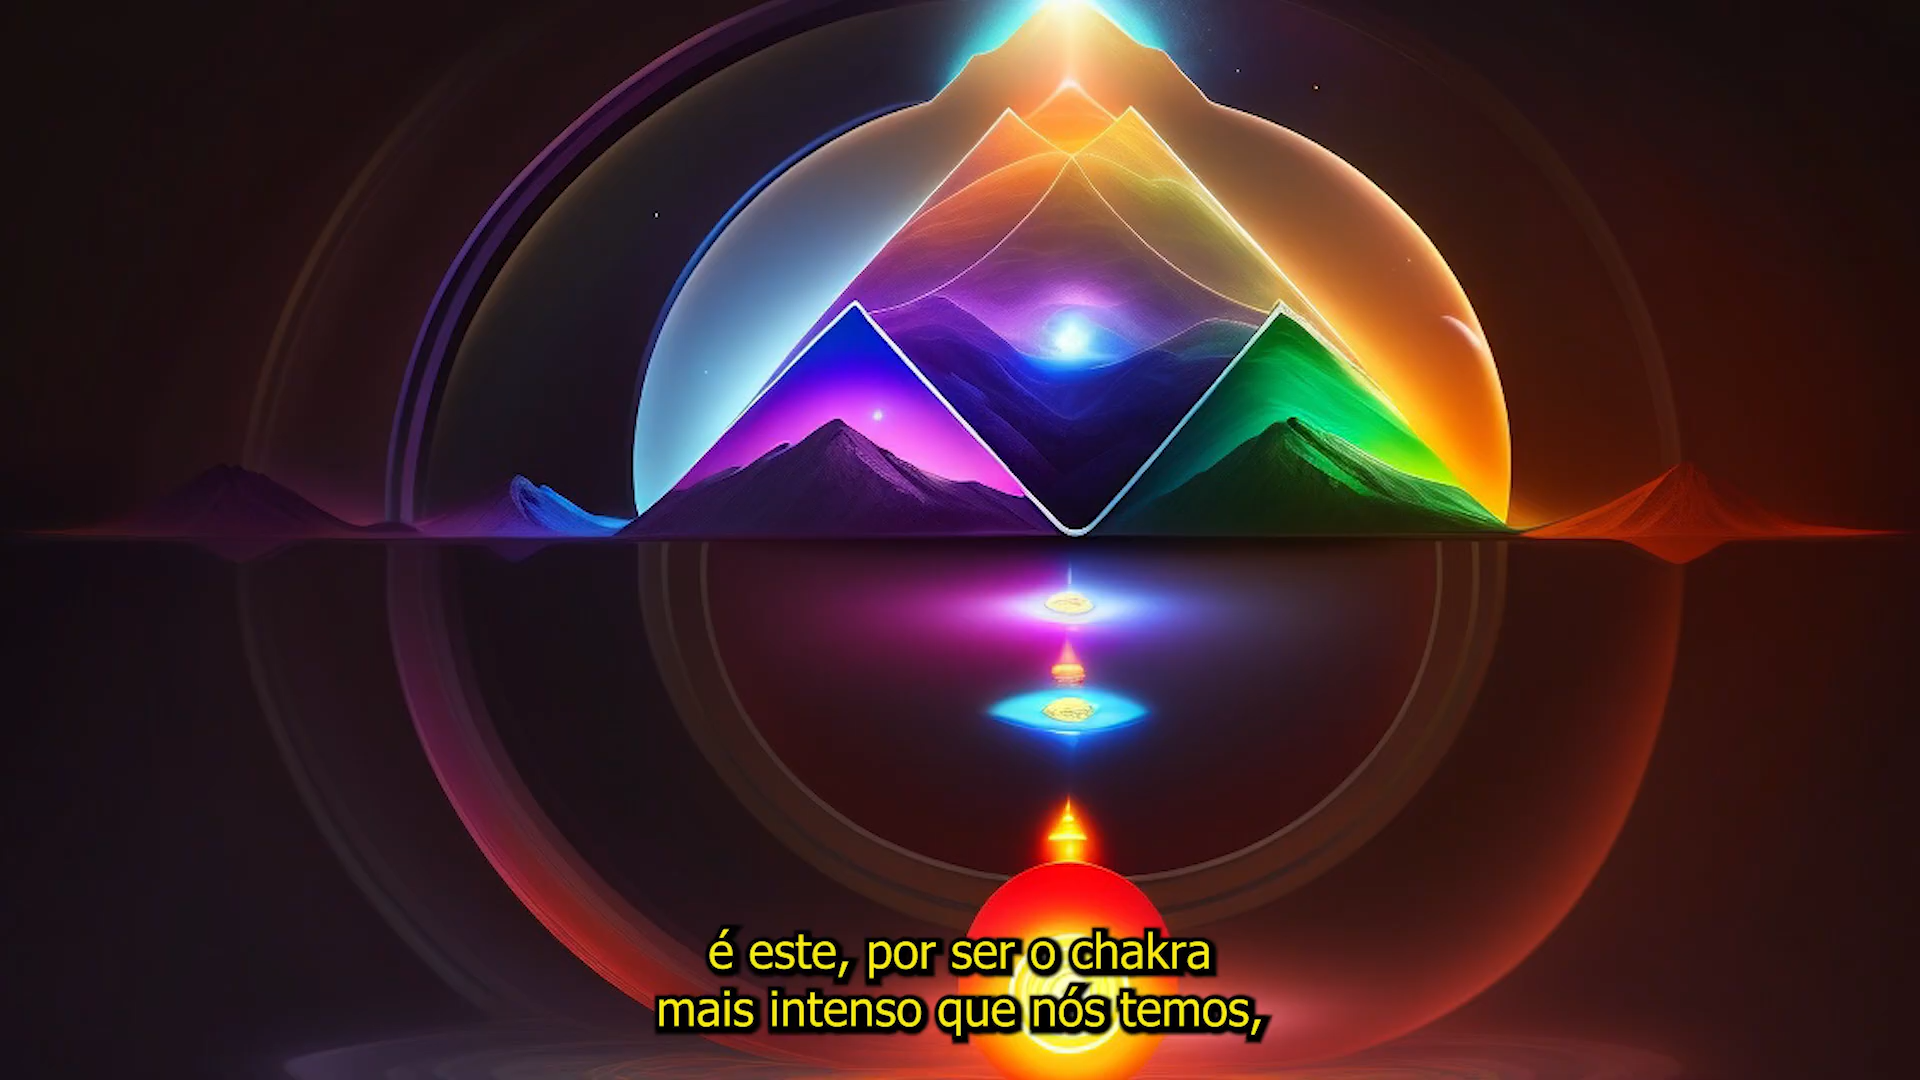 é este, por ser o chakra
mais intenso que nós temos,